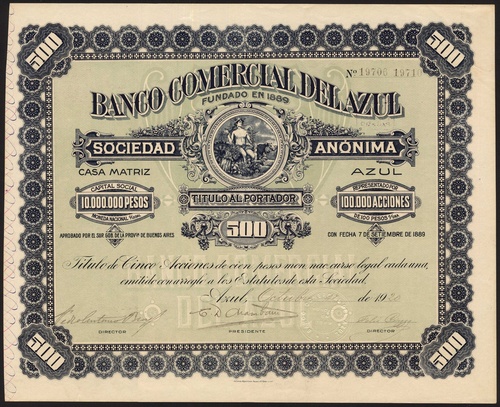 500 500
Nº 19706 19710
BANCO COMERCIAL DEL AZUL
FUNDADO EN 1889
SOCIEDAD ANÓNIMA
CASA MATRIZ AZUL
CAPITAL SOCIAL
10.000.000 PESOS
MONEDA NACIONAL
TITULO AL PORTADOR
REPRESENTADO POR
100.000 ACCIONES
DE 100 PESOS
500
APROBADO POR EL SUP. GOB. DE LA PROV.ª DE BUENOS AIRES
CON FECHA 7 DE SETIEMBRE DE 1889
Título de Cinco Acciones de cien pesos mon. nac. curso legal cada una,
emitido con arreglo a los Estatutos de esta Sociedad.
Azul, de 19
DIRECTOR
PRESIDENTE
DIRECTOR
500 500